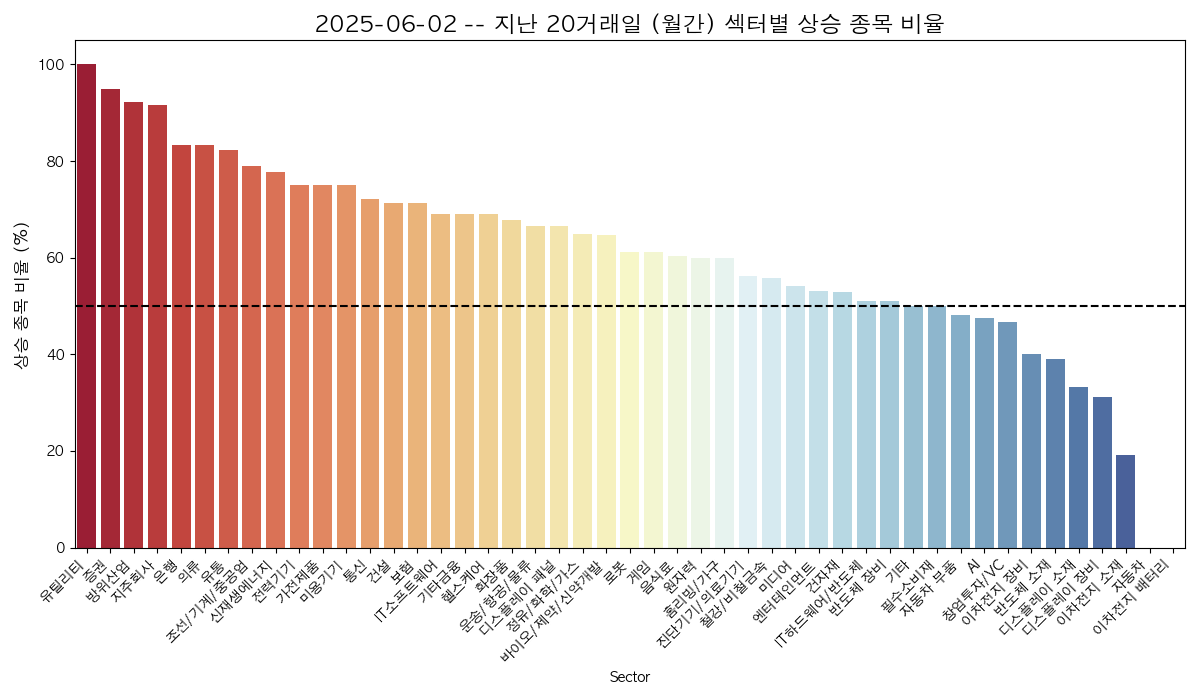 2025-06-02 -- 지난 20거래일 (월간) 섹터별 상승 종목 비율
상승 종목 비율 (%)
100
80
60
40
20
0
유틸리티
증권
방위산업
지주회사
은행
의류
유통
조선/기계/중공업
신재생에너지
전력기기
가전제품
미용기기
통신
건설
보험
IT소프트웨어
기타금융
헬스케어
화장품
운송/항공/물류
디스플레이 패널
정유/화학/가스
바이오/제약/신약개발
로봇
게임
음식료
원자력
홈리빙/가구
진단기기/의료기기
철강/비철금속
미디어
엔터테인먼트
건자재
IT하드웨어/반도체
반도체 장비
기타
필수소비재
자동차 부품
AI
창업투자/VC
이차전지 장비
반도체 소재
디스플레이 소재
디스플레이 장비
이차전지 소재
자동차
이차전지 배터리
Sector